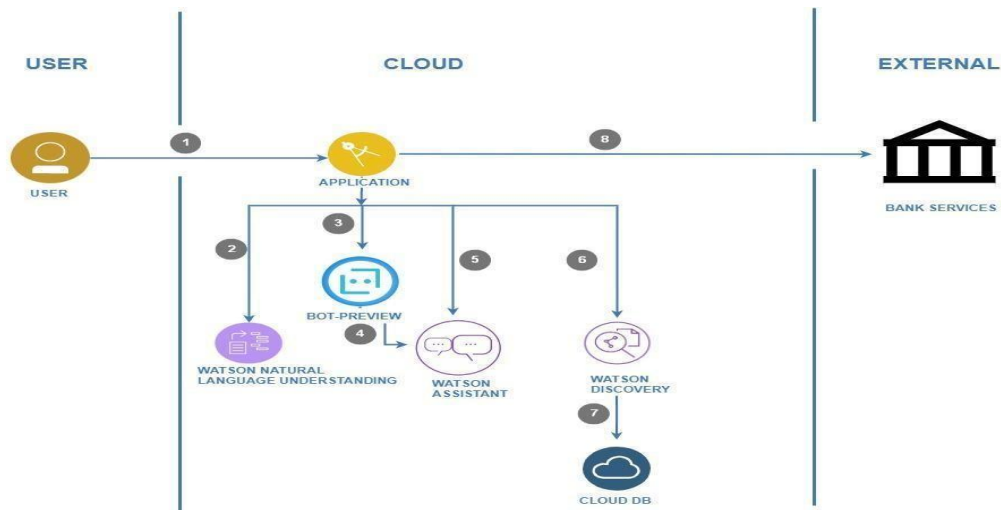 USER
CLOUD
EXTERNAL
1
8
USER
APPLICATION
BANK SERVICES
2
3
5
6
BOT-PREVIEW
4
WATSON NATURAL
LANGUAGE UNDERSTANDING
WATSON
ASSISTANT
WATSON
DISCOVERY
7
CLOUD DB